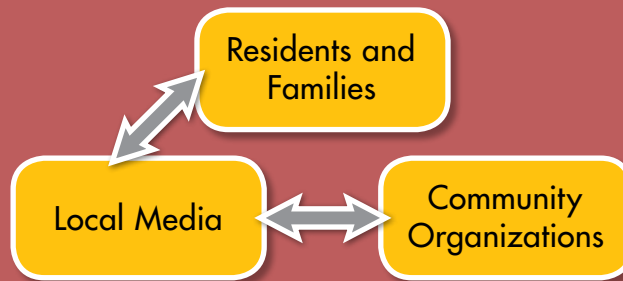 Residents and
Families
Local Media
Community
Organizations